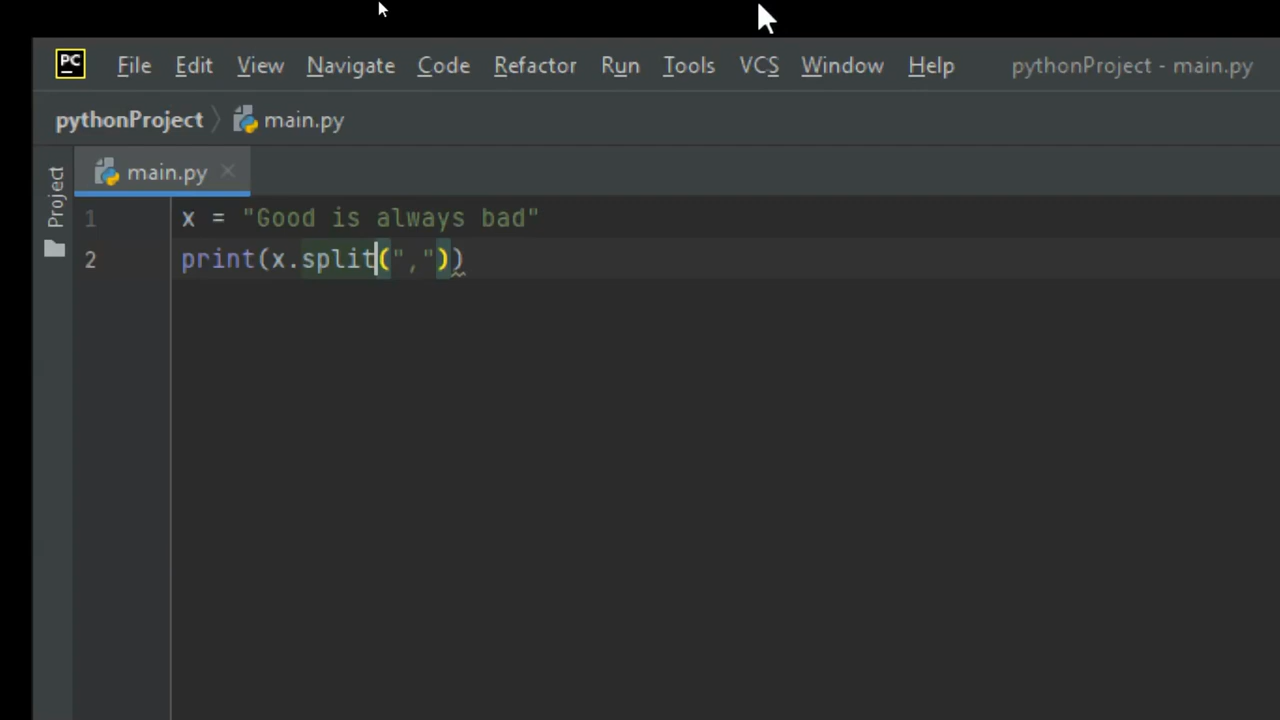 PC File Edit View Navigate Code Refactor Run Tools VCS Window Help pythonProject - main.py
pythonProject main.py
Project
main.py
1 x = "Good is always bad"
2 print(x.split(","))